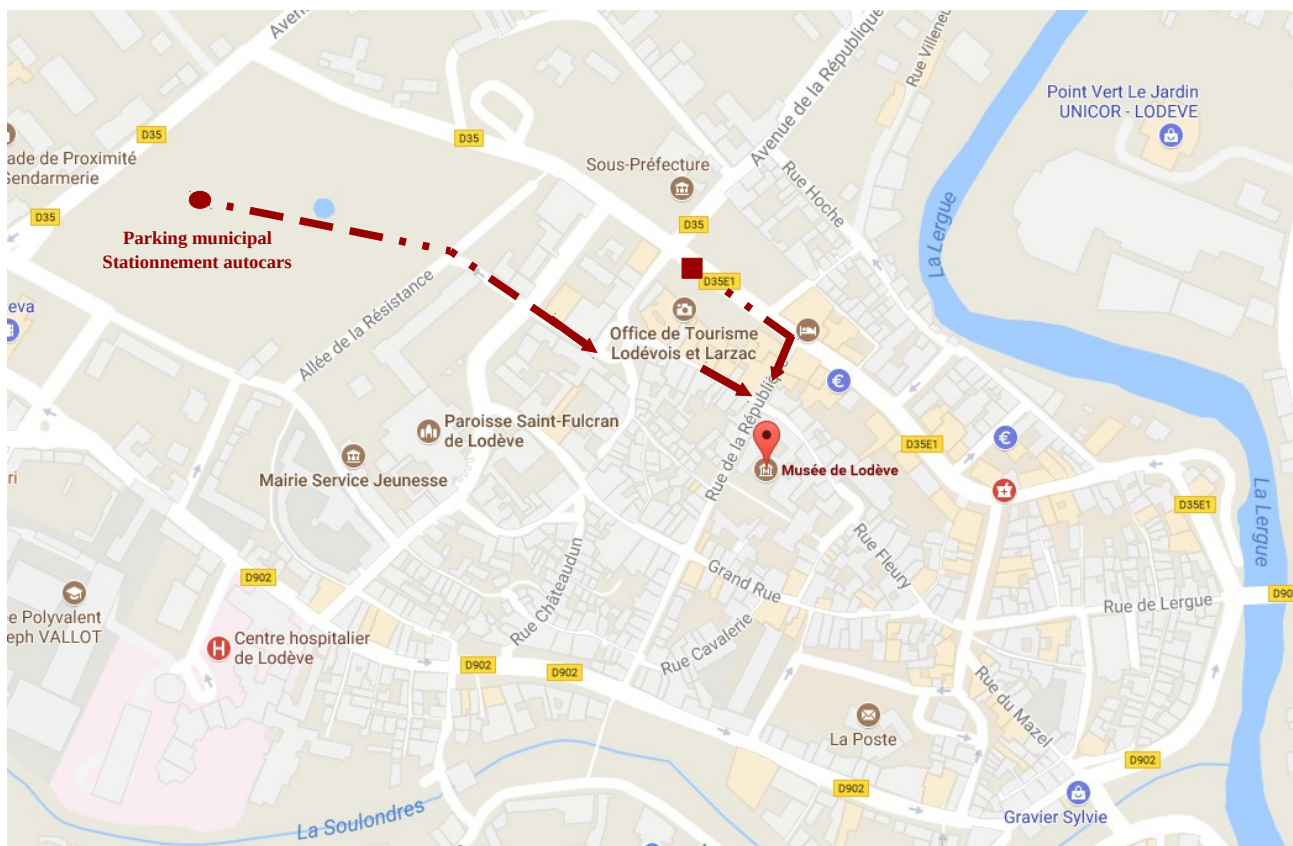 Aven
Avenue de la République
Rue Villeneu
Point Vert Le Jardin
UNICOR - LODEVE
D35
D35
ade de Proximité
Gendarmerie
Sous-Préfecture
Rue Hoche
La Lergue
D35
D35
Parking municipal
Stationnement autocars
D35E1
Allée de la Résistance
eva
Office de Tourisme
Lodévois et Larzac
Rue de la République
Paroisse Saint-Fulcran
de Lodève
D35E1
Musée de Lodève
Mairie Service Jeunesse
ri
La Lergue
D35E1
Rue Fleury
Grand Rue
D902
Rue Châteaudun
D90
e Polyvalent
eph VALLOT
Rue de Lergue
Centre hospitalier
de Lodève
Rue Cavalerie
D902
D902
Rue du Mazel
La Poste
D902
D902
La Soulondres
Gravier Sylvie